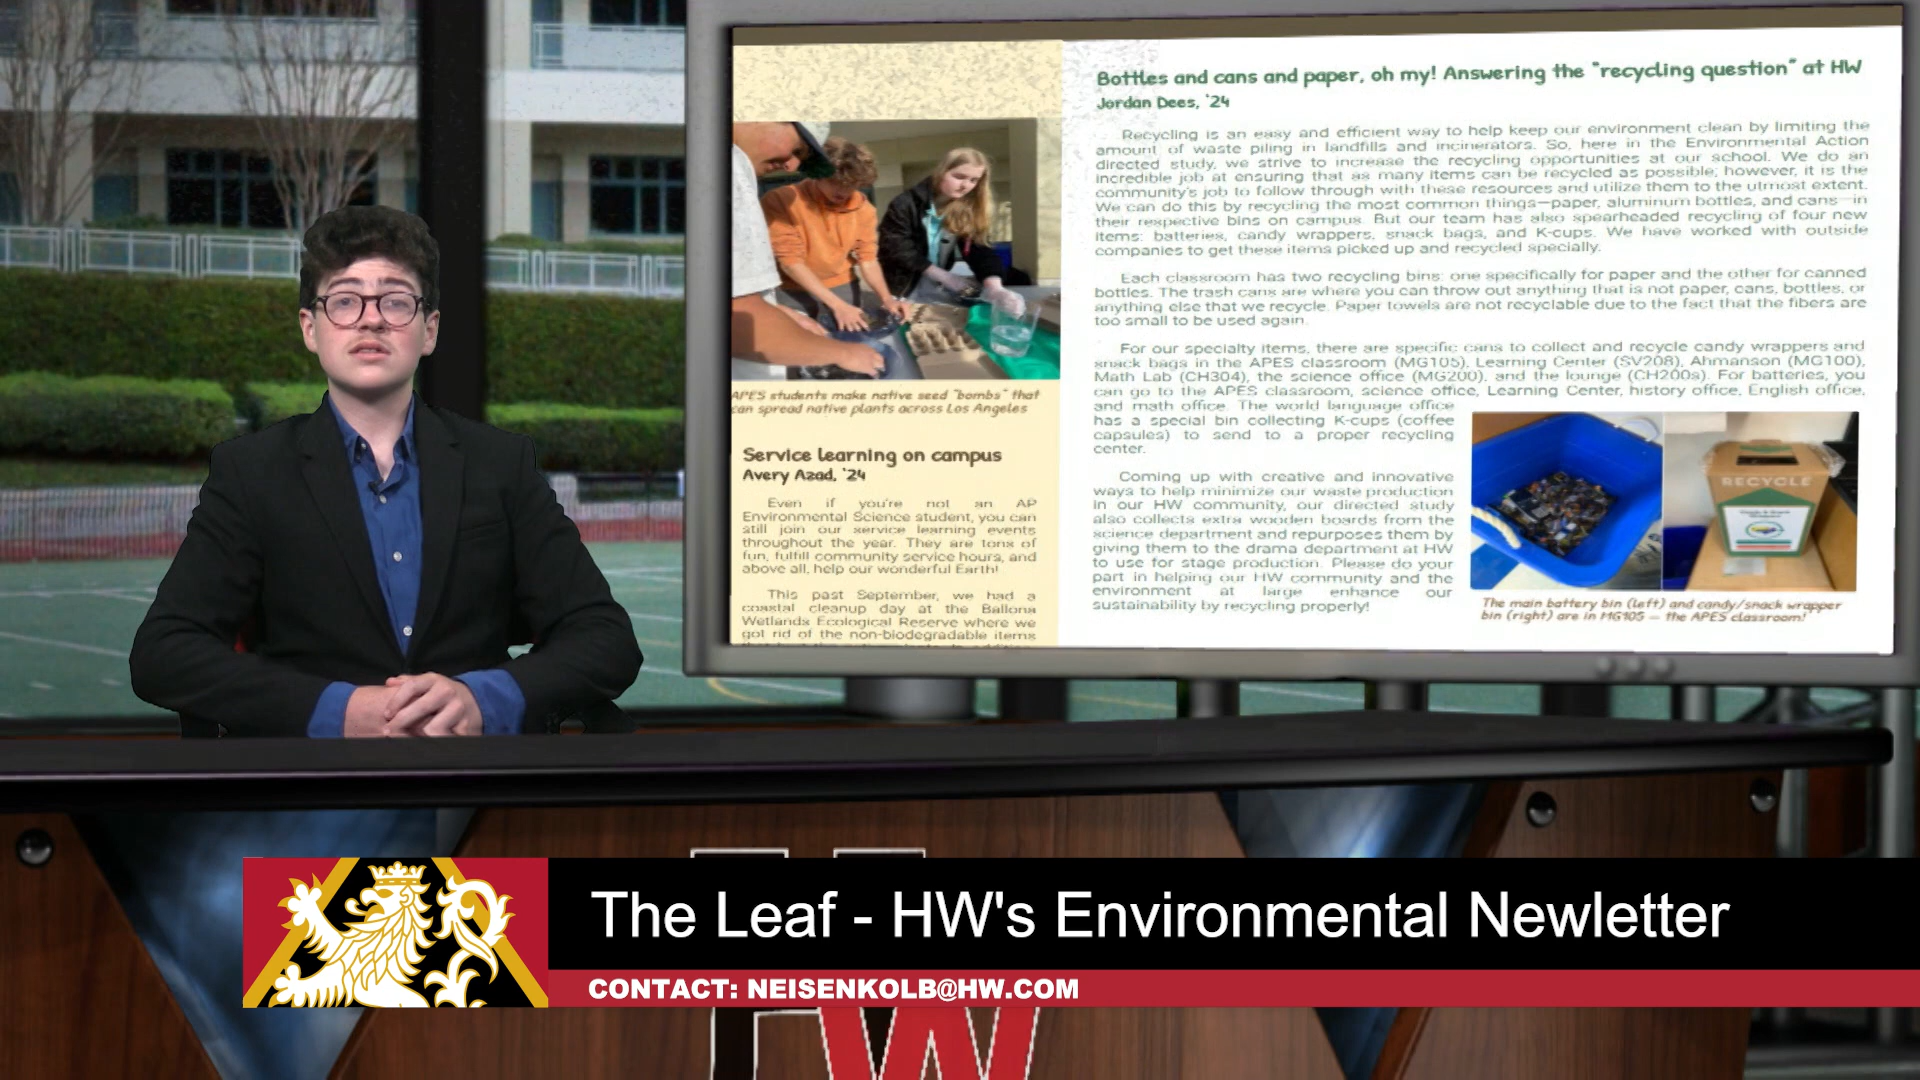 APES students make native seed "bombs" that
can spread native plants across Los Angeles
Service learning on campus
Avery Azad, '24
Even if you're not an AP
Environmental Science student, you can
still join our service learning events
throughout the year. They are tons of
fun, fulfill community service hours, and
above all, help our wonderful Earth!
This past September, we had a
coastal cleanup day at the Ballona
Wetlands Ecological Reserve where we
got rid of the non-biodegradable items
Bottles and cans and paper, oh my! Answering the "recycling question" at HW
Jordan Dees, '24
Recycling is an easy and efficient way to help keep our environment clean by limiting the
amount of waste piling in landfills and incinerators. So, here in the Environmental Action
directed study, we strive to increase the recycling opportunities at our school. We do an
incredible job at ensuring that as many items can be recycled as possible; however, it is the
community's job to follow through with these resources and utilize them to the utmost extent.
We can do this by recycling the most common things—paper, aluminum bottles, and cans—in
their respective bins on campus. But our team has also spearheaded recycling of four new
items: batteries, candy wrappers, snack bags, and K-cups. We have worked with outside
companies to get these items picked up and recycled specially.
Each classroom has two recycling bins: one specifically for paper and the other for canned
bottles. The trash cans are where you can throw out anything that is not paper, cans, bottles, or
anything else that we recycle. Paper towels are not recyclable due to the fact that the fibers are
too small to be used again.
For our specialty items, there are specific cans to collect and recycle candy wrappers and
snack bags in the APES classroom (MG105), Learning Center (SV208), Ahmanson (MG100),
Math Lab (CH304), the science office (MG200), and the lounge (CH200s). For batteries, you
can go to the APES classroom, science office, Learning Center, history office, English office,
and math office. The world language office
has a special bin collecting K-cups (coffee
capsules) to send to a proper recycling
center.
Coming up with creative and innovative
ways to help minimize our waste production
in our HW community, our directed study
also collects extra wooden boards from the
science department and repurposes them by
giving them to the drama department at HW
to use for stage production. Please do your
part in helping our HW community and the
environment at large enhance our
sustainability by recycling properly!
RECYCLE
The main battery bin (left) and candy/snack wrapper
bin (right) are in MG105 — the APES classroom!
The Leaf - HW's Environmental Newletter
CONTACT: NEISENKOLB@HW.COM
HW